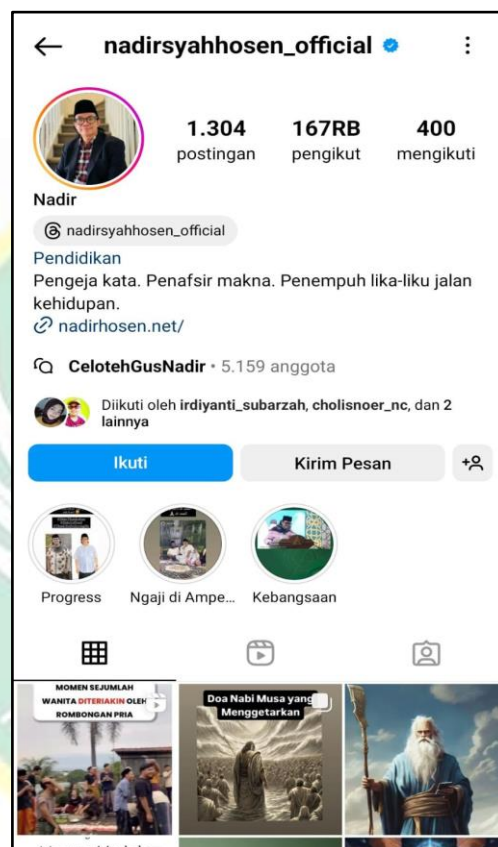 nadirsyahhosen_official
1.304 167RB 400
postingan pengikut mengikuti
Nadir
nadirsyahhosen_official
Pendidikan
Pengeja kata. Penafsir makna. Penempuh lika-liku jalan
kehidupan.
nadirhosen.net/
CelotehGusNadir • 5.159 anggota
Diikuti oleh irdiyanti_subarzah, cholisnoer_nc, dan 2
lainnya
Ikuti Kirim Pesan
Progress Ngaji di Ampe... Kebangsaan
MOMEN SEJUMLAH
WANITA DITERIAKIN OLEH
ROMBONGAN PRIA
Doa Nabi Musa yang
Menggetarkan